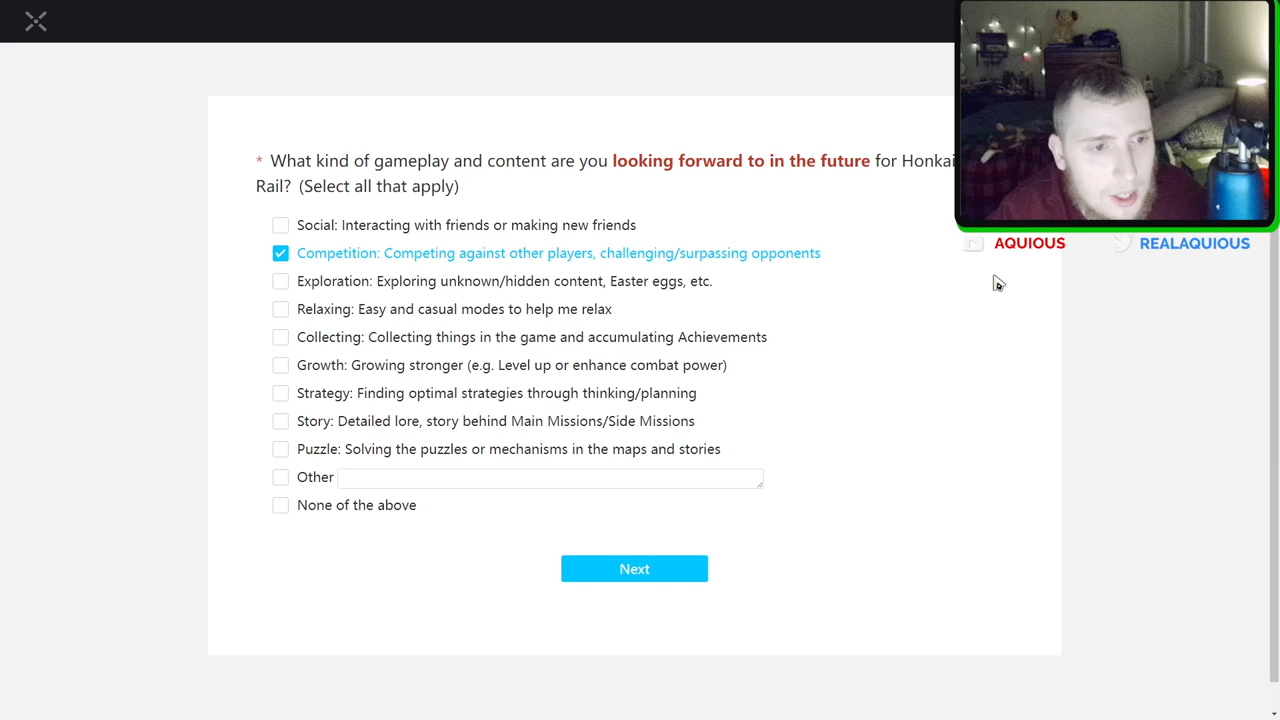 * What kind of gameplay and content are you looking forward to in the future for Honkai
Rail? (Select all that apply)
Social: Interacting with friends or making new friends
Competition: Competing against other players, challenging/surpassing opponents
Exploration: Exploring unknown/hidden content, Easter eggs, etc.
Relaxing: Easy and casual modes to help me relax
Collecting: Collecting things in the game and accumulating Achievements
Growth: Growing stronger (e.g. Level up or enhance combat power)
Strategy: Finding optimal strategies through thinking/planning
Story: Detailed lore, story behind Main Missions/Side Missions
Puzzle: Solving the puzzles or mechanisms in the maps and stories
Other
None of the above
Next
AQUIOUS
REALAQUIOUS